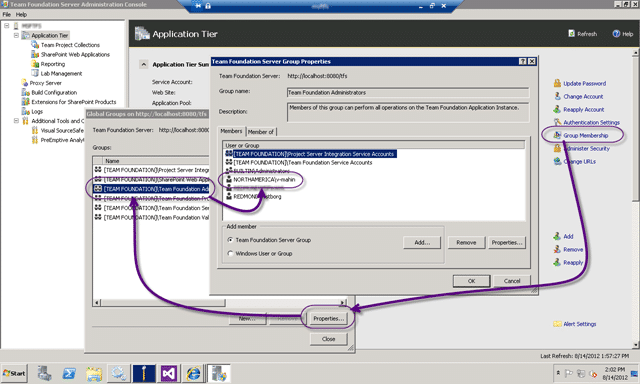 Team Foundation Server Administration Console
File Help
Application Tier
Team Project Collections
SharePoint Web Applications
Reporting
Lab Management
Proxy Server
Build Configuration
Extensions for SharePoint Products
Logs
Additional Tools and
Visual SourceSafe
PreEmptive Analyt
Application Tier
Refresh Help
Application Tier Sum
Service Account:
Web Site:
Application Pool:
Update Password
Change Account
Reapply Account
Authentication Settings
Group Membership
Administer Security
Change URLs
Add
Remove
Reapply
Alert Settings
Global Groups on http://localhost:8080/tfs
Team Foundation Server: http://localhost:80
Groups:
Name
[TEAM FOUNDATION]\Project Server Integration
[TEAM FOUNDATION]\SharePoint Web Appli
[TEAM FOUNDATION]\Team Foundation Ad
[TEAM FOUNDATION]\Team Foundation Pro
[TEAM FOUNDATION]\Team Foundation Ser
[TEAM FOUNDATION]\Team Foundation Val
New...
Properties...
Close
Team Foundation Server Group Properties
Team Foundation Server: http://localhost:8080/tfs
Group name: Team Foundation Administrators
Description: Members of this group can perform all operations on the Team Foundation Application Instance.
Members Member of
User or Group
[TEAM FOUNDATION]\Project Server Integration Service Accounts
[TEAM FOUNDATION]\Team Foundation Service Accounts
BUILTIN\Administrators
NORTHAMERICA\v-mahin
Add member
Team Foundation Server Group
Windows User or Group
Add... Remove Properties...
OK Cancel
Last Refresh: 8/14/2012 1:57:27 PM
Start
2:02 PM
8/14/2012